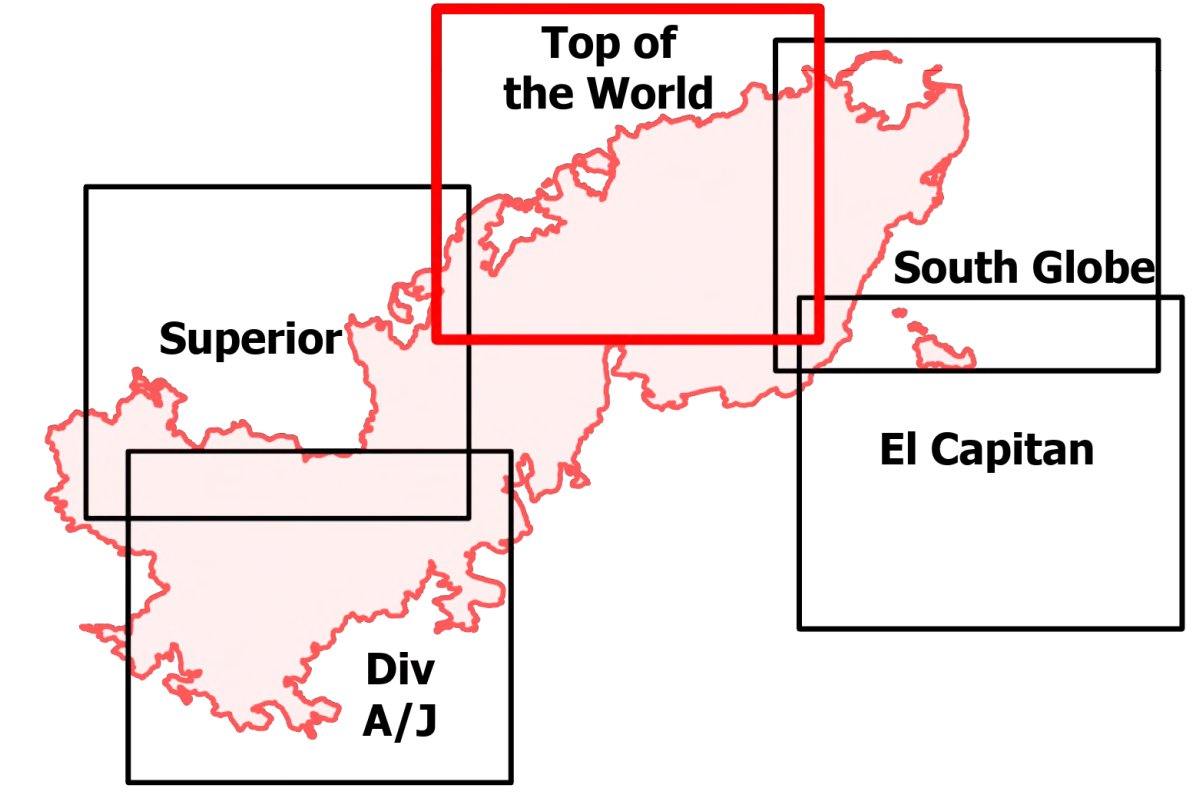 Top of
the World
South Globe
Superior
El Capitan
Div
A/J